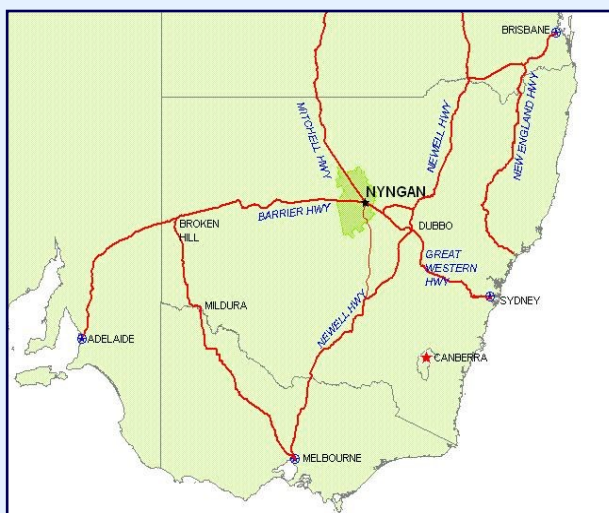 BRISBANE
NEW ENGLAND HWY
NEWELL HWY
MITCHELL HWY
NYNGAN
BARRIER HWY
BROKEN
HILL
DUBBO
GREAT
WESTERN
HWY
SYDNEY
MILDURA
NEWELL HWY
ADELAIDE
CANBERRA
MELBOURNE